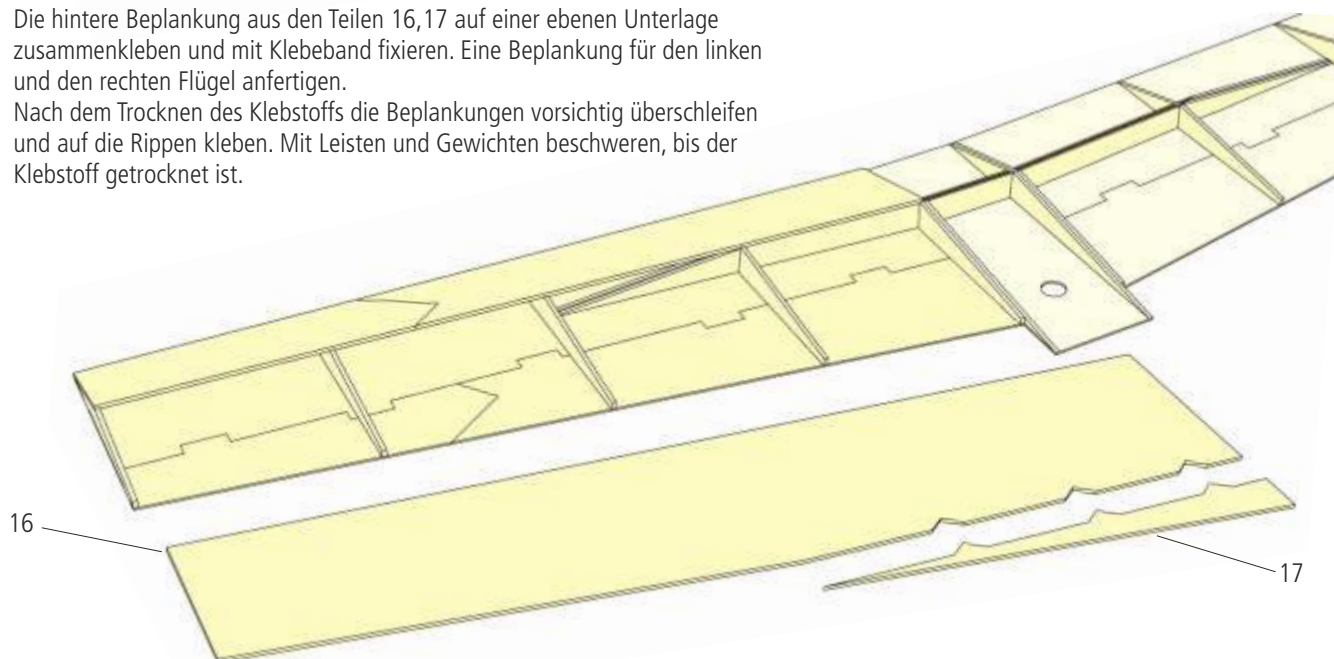 Die hintere Beplankung aus den Teilen 16,17 auf einer ebenen Unterlage
zusammenkleben und mit Klebeband fixieren. Eine Beplankung für den linken
und den rechten Flügel anfertigen.
Nach dem Trocknen des Klebstoffs die Beplankungen vorsichtig überschleifen
und auf die Rippen kleben. Mit Leisten und Gewichten beschweren, bis der
Klebstoff getrocknet ist.
16
17